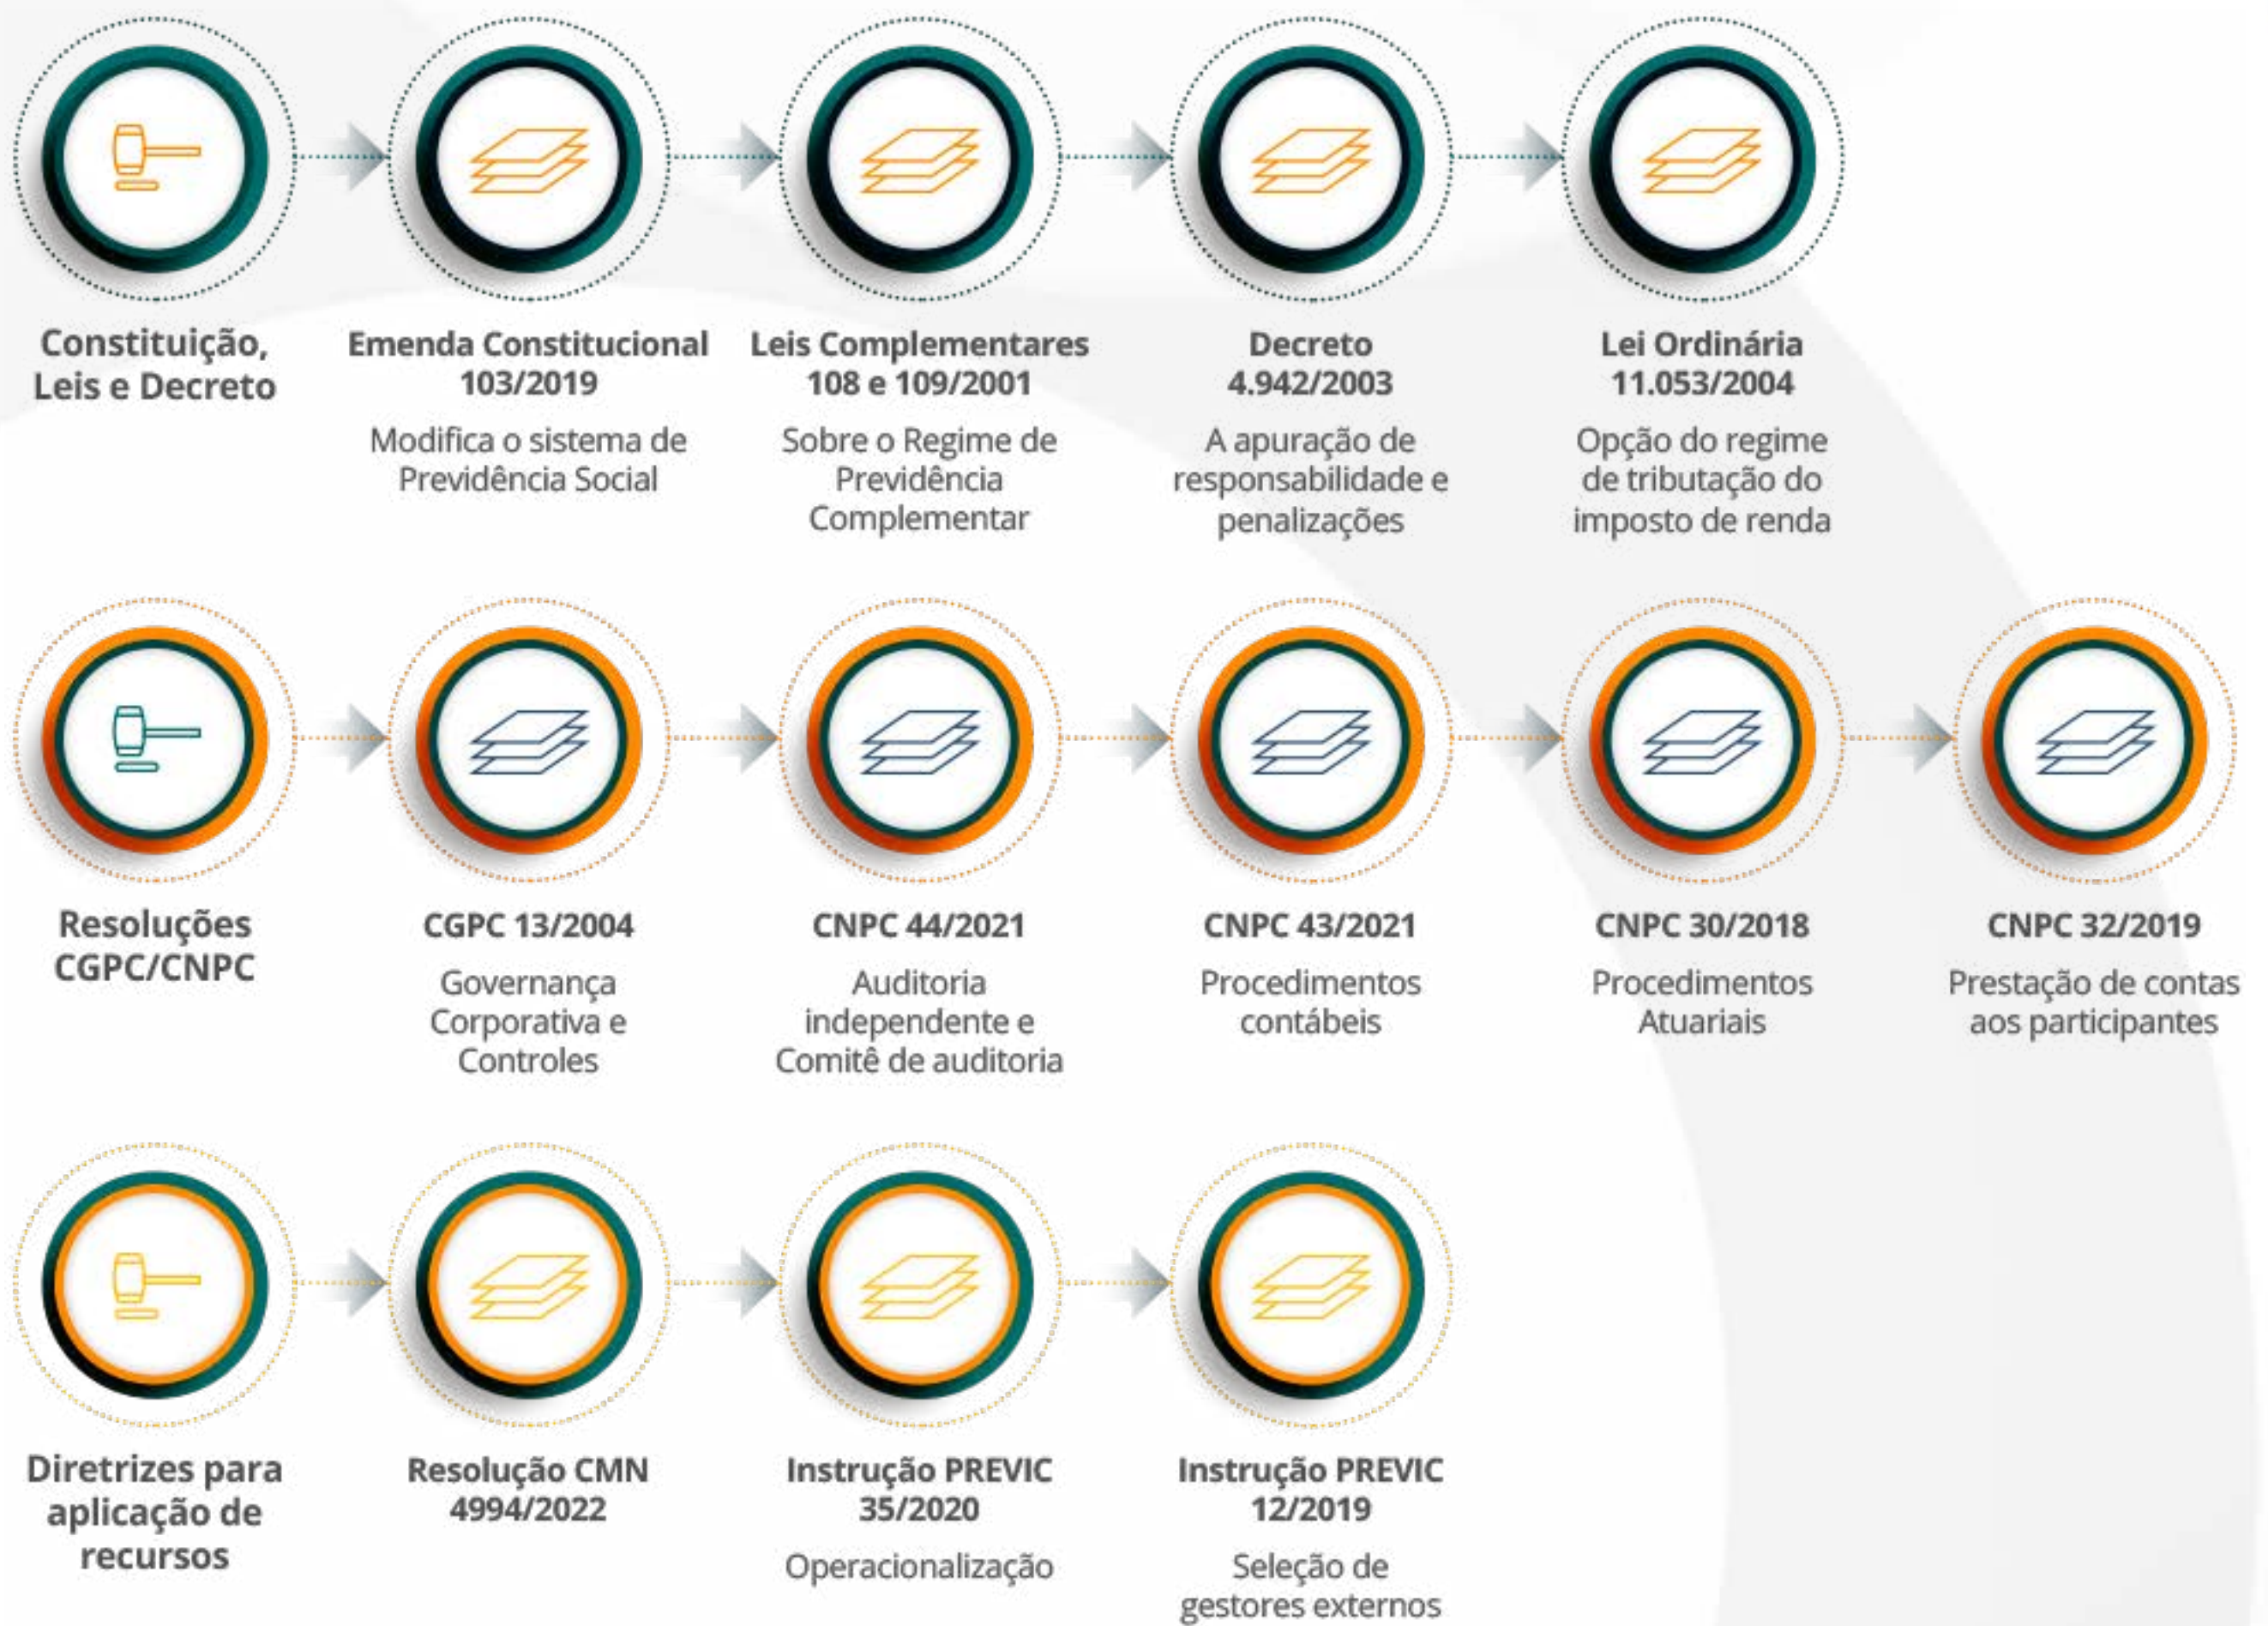 Constituição,
Leis e Decreto
Emenda Constitucional
103/2019
Modifica o sistema de
Previdência Social
Leis Complementares
108 e 109/2001
Sobre o Regime de
Previdência
Complementar
Decreto
4.942/2003
A apuração de
responsabilidade e
penalizações
Lei Ordinária
11.053/2004
Opção do regime
de tributação do
imposto de renda
Resoluções
CGPC/CNPC
CGPC 13/2004
Governança
Corporativa e
Controles
CNPC 44/2021
Auditoria
independente e
Comitê de auditoria
CNPC 43/2021
Procedimentos
contábeis
CNPC 30/2018
Procedimentos
Atuariais
CNPC 32/2019
Prestação de contas
aos participantes
Diretrizes para
aplicação de
recursos
Resolução CMN
4994/2022
Instrução PREVIC
35/2020
Operacionalização
Instrução PREVIC
12/2019
Seleção de
gestores externos